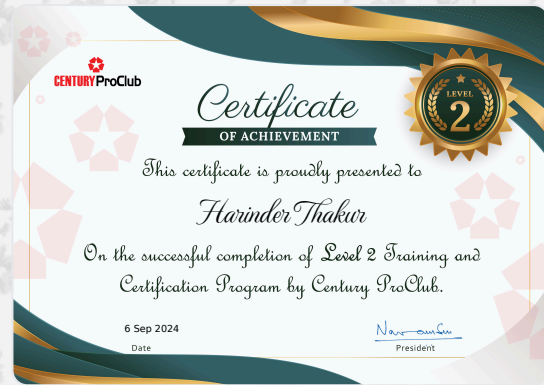 CENTURY ProClub
LEVEL
2
Certificate
OF ACHIEVEMENT
This certificate is proudly presented to
Harinder Thakur
On the successful completion of Level 2 Training and
Certification Program by Century ProClub.
6 Sep 2024
Date
President